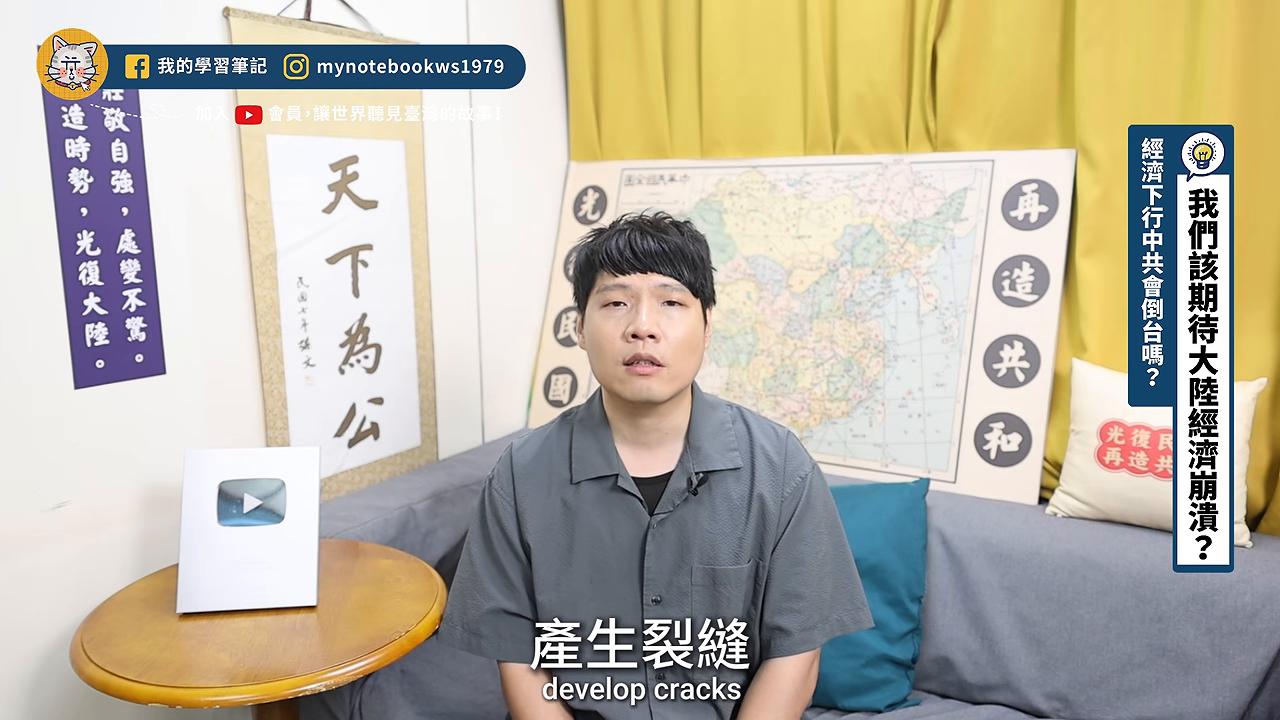 我的學習筆記
mynotebookws1979
加入 會員，讓世界聽見臺灣的故事！
莊敬自強，處變不驚。
造時勢，光復大陸。
天下為公
中華民國全圖
光
民
國
再造共和
經濟下行中共會倒台嗎？
我們該期待大陸經濟崩潰？
光復民
再造共
產生裂縫
develop cracks